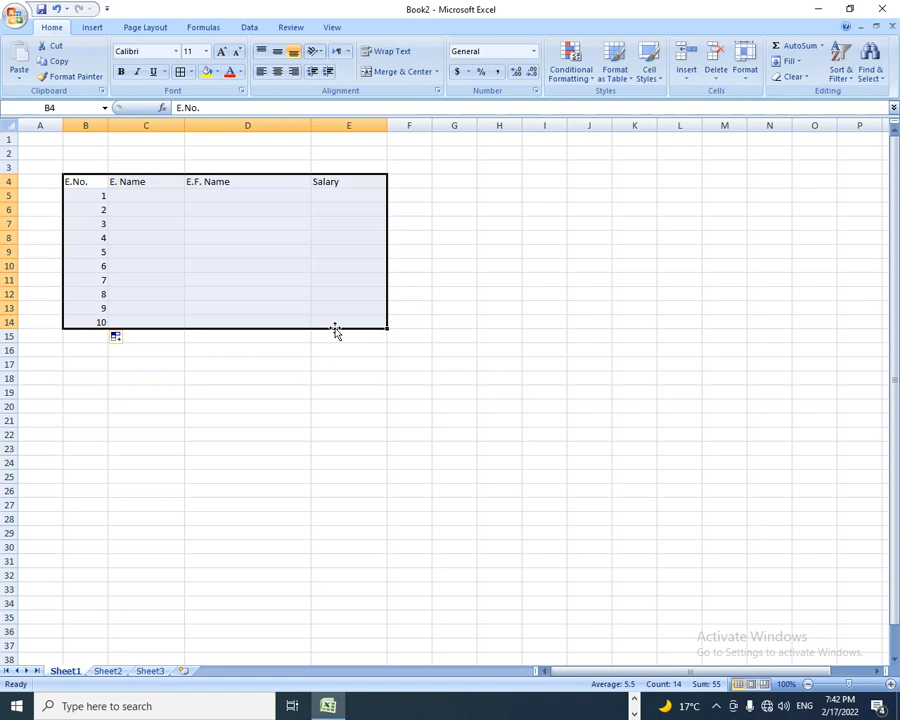 Book2 - Microsoft Excel
Home Insert Page Layout Formulas Data Review View
Cut
Copy
Format Painter
Paste
Clipboard
Calibri 11
B I U
Font
Wrap Text
Merge & Center
Alignment
General
$ % ,
Number
Conditional Formatting
Format as Table
Cell Styles
Styles
Insert Delete Format
Cells
AutoSum
Fill
Clear
Sort & Filter
Find & Select
Editing
B4 fx E.No.
A B C D E F G H I J K L M N O P
1
2
3
4 E.No. E. Name E.F. Name Salary
5 1
6 2
7 3
8 4
9 5
10 6
11 7
12 8
13 9
14 10
15
16
17
18
19
20
21
22
23
24
25
26
27
28
29
30
31
32
33
34
35
36
37
38
Activate Windows
Go to Settings to activate Windows.
Sheet1 Sheet2 Sheet3
Ready Average: 5.5 Count: 14 Sum: 55 100%
Type here to search 17°C ENG 7:42 PM
2/17/2022 4